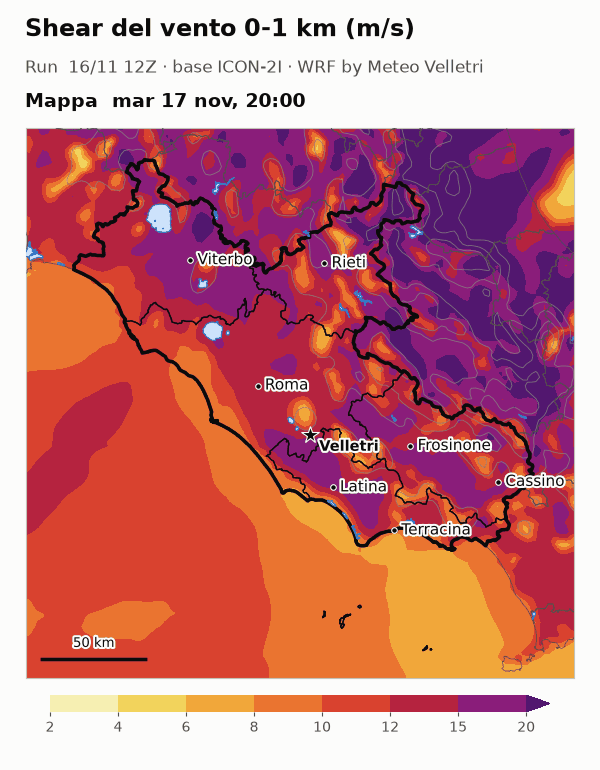 Shear del vento 0-1 km (m/s)
Run  16/11 12Z · base ICON-2I · WRF by Meteo Velletri
Mappa  mar 17 nov, 20:00
Viterbo
Rieti
Roma
Velletri
Frosinone
Latina
Cassino
Terracina
50 km
2 4 6 8 10 12 15 20